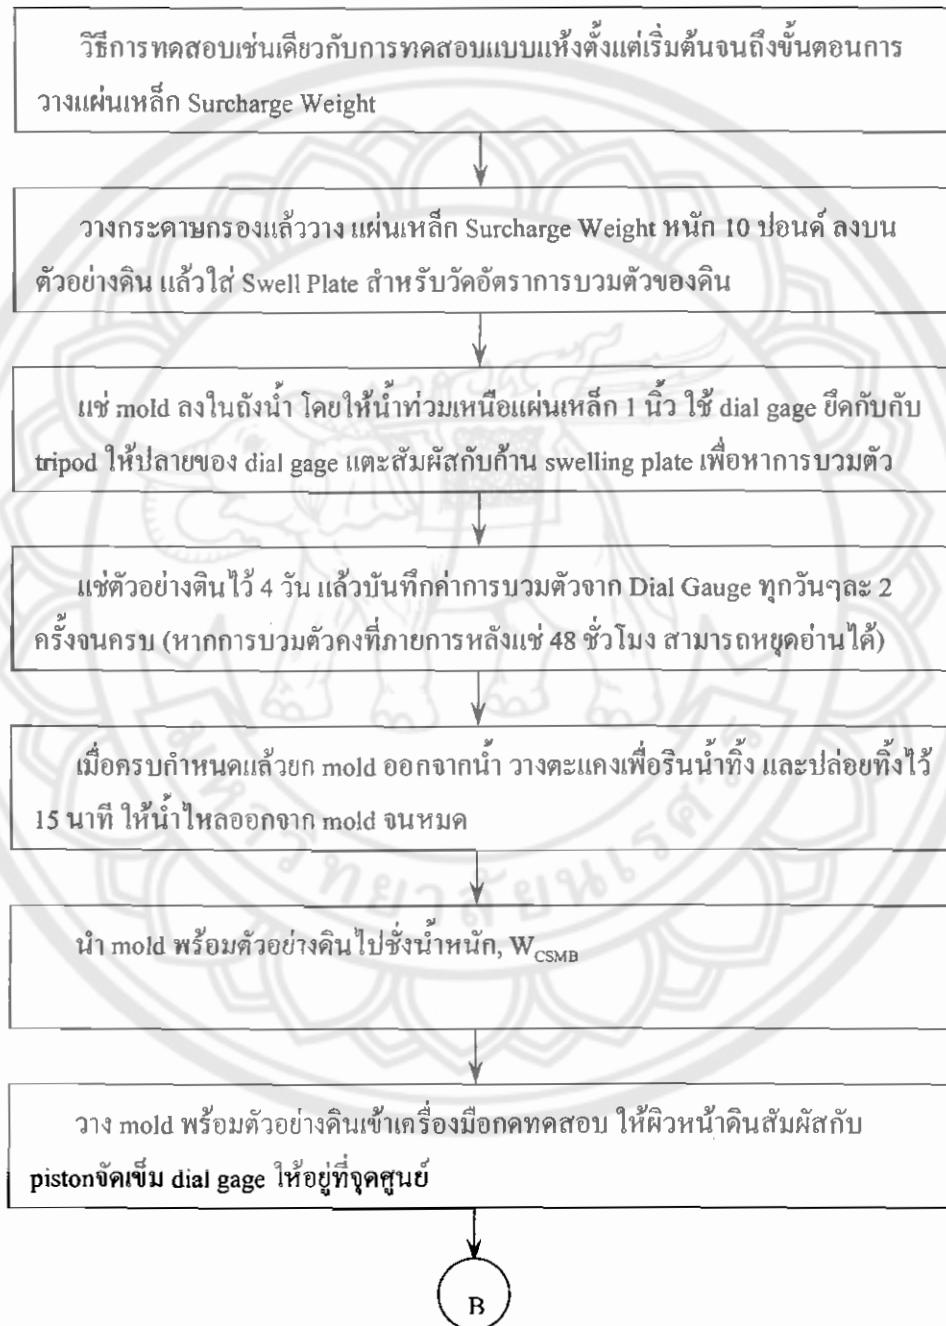 วิธีการทดสอบเช่นเดียวกับการทดสอบแบบแห้งตั้งแต่เริ่มต้นจนถึงขั้นตอนการ
วางแผ่นเหล็ก Surcharge Weight
วางกระดาษกรองแล้ววาง แผ่นเหล็ก Surcharge Weight หนัก 10 ปอนด์ ลงบน
ตัวอย่างดิน แล้วใส่ Swell Plate สำหรับวัดอัตราการบวมตัวของดิน
แช่ mold ลงในถังน้ำ โดยให้น้ำท่วมเหนือแผ่นเหล็ก 1 นิ้ว ใช้ dial gage ยึดกับกับ
tripod ให้ปลายของ dial gage แตะสัมผัสกับก้าน swelling plate เพื่อหาการบวมตัว
แช่ตัวอย่างดินไว้ 4 วัน แล้วบันทึกค่าการบวมตัวจาก Dial Gauge ทุกวันๆละ 2
ครั้งจนครบ (หากการบวมตัวคงที่ภายการหลังแช่ 48 ชั่วโมง สามารถหยุดอ่านได้)
เมื่อครบกำหนดแล้วยก mold ออกจากน้ำ วางตะแคงเพื่อรินน้ำทิ้ง และปล่อยทิ้งไว้
15 นาที ให้น้ำไหลออกจาก mold จนหมด
มหาวิทยาลัยนเรศวร
นำ mold พร้อมตัวอย่างดินไปชั่งน้ำหนัก, W_CSMB
วาง mold พร้อมตัวอย่างดินเข้าเครื่องมือกดทดสอบ ให้ผิวหน้าดินสัมผัสกับ
pistonจัดเข็ม dial gage ให้อยู่ที่จุดศูนย์
B